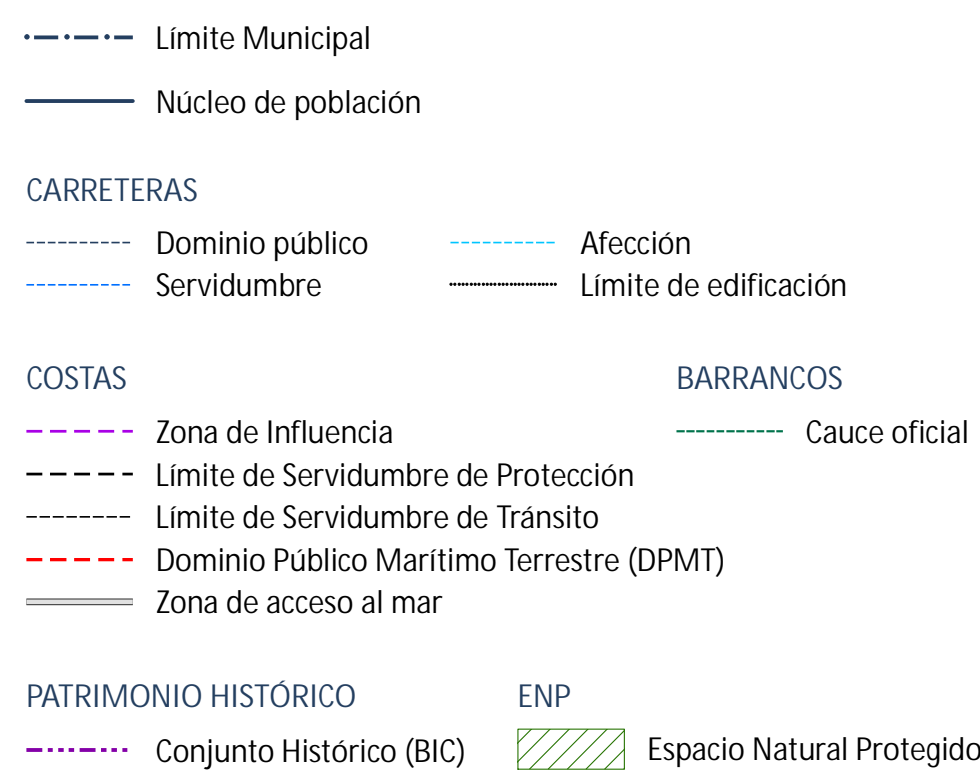 Límite Municipal
Núcleo de población
CARRETERAS
Dominio público
Afección
Servidumbre
Límite de edificación
COSTAS
BARRANCOS
Zona de Influencia
Cauce oficial
Límite de Servidumbre de Protección
Límite de Servidumbre de Tránsito
Dominio Público Marítimo Terrestre (DPMT)
Zona de acceso al mar
PATRIMONIO HISTÓRICO
ENP
Conjunto Histórico (BIC)
Espacio Natural Protegido